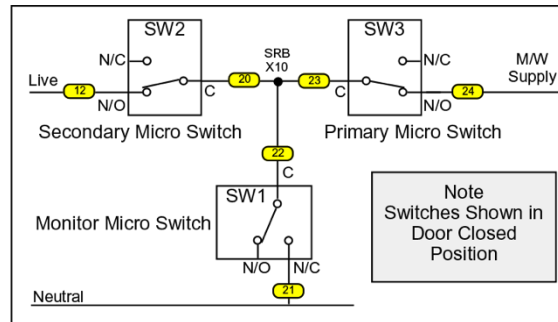 SW2
SW3
N/C
SRB
X10
N/C
M/W
Supply
Live
12
N/O
C
20
23
C
N/O
24
Secondary Micro Switch
Primary Micro Switch
22
C
SW1
Monitor Micro Switch
N/O
N/C
21
Neutral
Note
Switches Shown in
Door Closed
Position